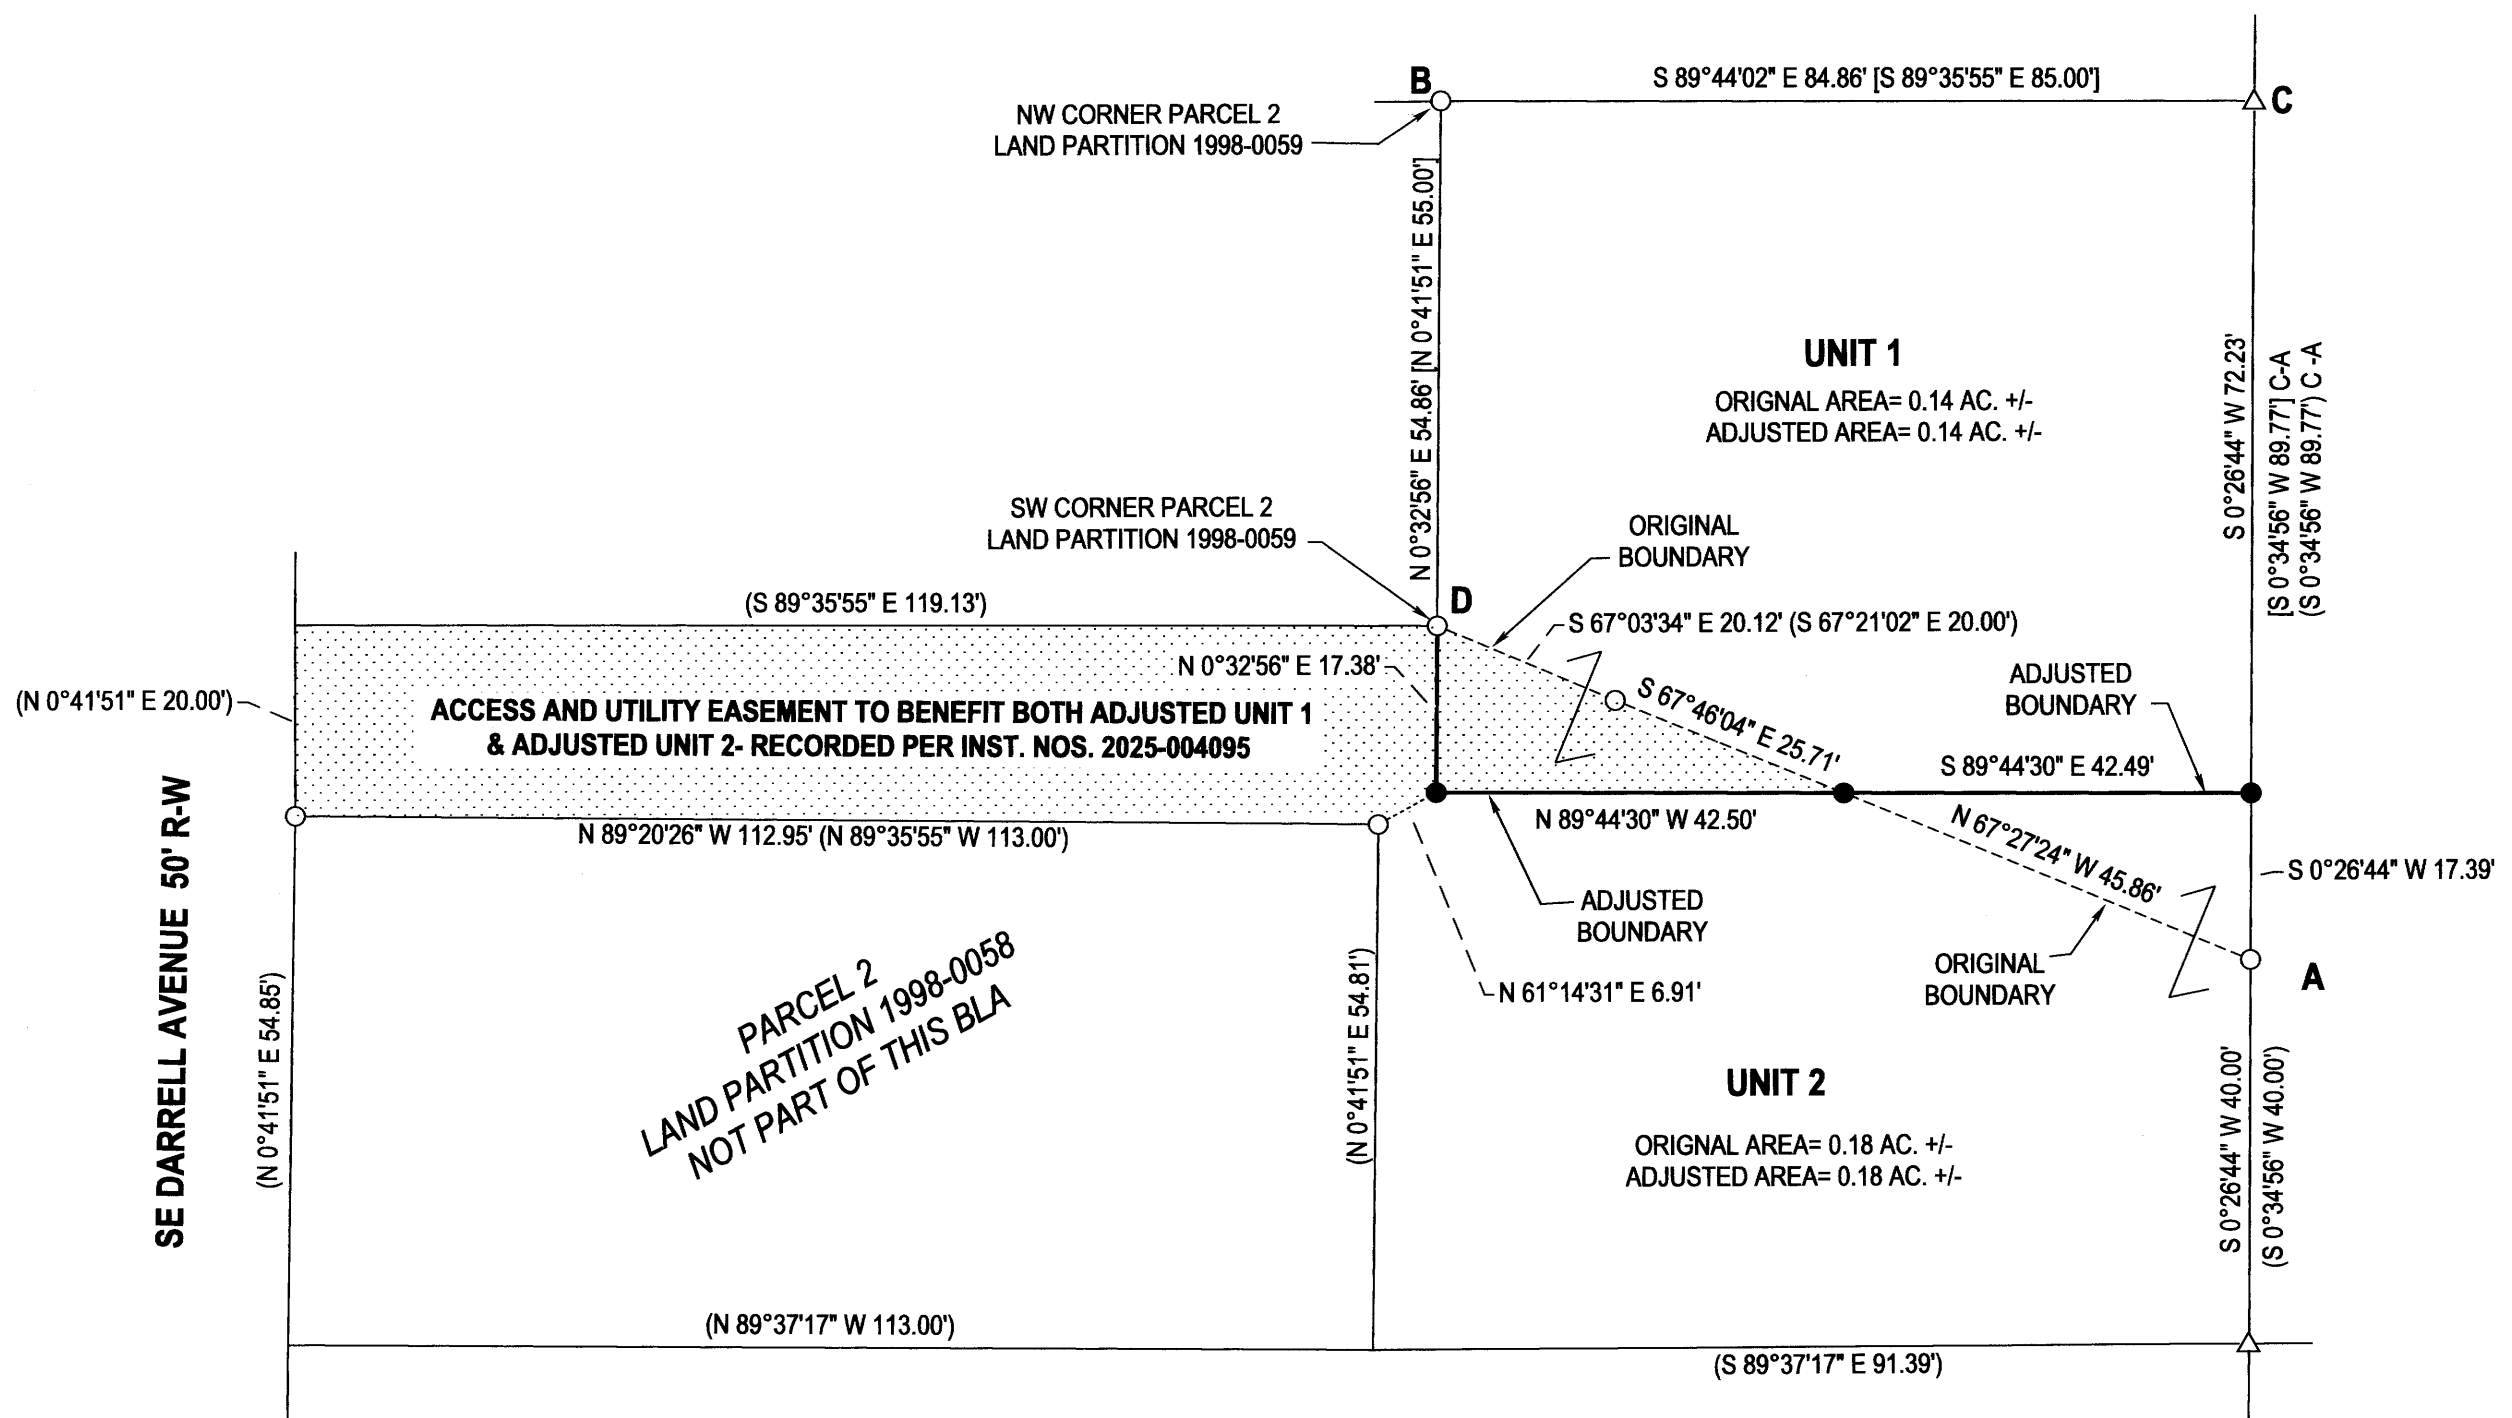 B
S 89°44'02" E 84.86' [S 89°35'55" E 85.00']
C
NW CORNER PARCEL 2
LAND PARTITION 1998-0059
N 0°32'56" E 54.86' [N 0°41'51" E 55.00']
UNIT 1
ORIGNAL AREA= 0.14 AC. +/-
ADJUSTED AREA= 0.14 AC. +/-
S 0°26'44" W 72.23'
[S 0°34'56" W 89.77'] C-A
(S 0°34'56" W 89.77') C -A
SW CORNER PARCEL 2
LAND PARTITION 1998-0059
ORIGINAL
BOUNDARY
D
(S 89°35'55" E 119.13')
S 67°03'34" E 20.12' (S 67°21'02" E 20.00')
N 0°32'56" E 17.38'
(N 0°41'51" E 20.00')
ACCESS AND UTILITY EASEMENT TO BENEFIT BOTH ADJUSTED UNIT 1
& ADJUSTED UNIT 2- RECORDED PER INST. NOS. 2025-004095
S 67°46'04" E 25.71'
ADJUSTED
BOUNDARY
S 89°44'30" E 42.49'
N 89°20'26" W 112.95' (N 89°35'55" W 113.00')
N 89°44'30" W 42.50'
N 67°27'24" W 45.86'
S 0°26'44" W 17.39'
ADJUSTED
BOUNDARY
ORIGINAL
BOUNDARY
A
N 61°14'31" E 6.91'
SE DARRELL AVENUE 50' R-W
(N 0°41'51" E 54.85')
PARCEL 2
LAND PARTITION 1998-0058
NOT PART OF THIS BLA
(N 0°41'51" E 54.81')
UNIT 2
ORIGNAL AREA= 0.18 AC. +/-
ADJUSTED AREA= 0.18 AC. +/-
S 0°26'44" W 40.00'
(S 0°34'56" W 40.00')
(N 89°37'17" W 113.00')
(S 89°37'17" E 91.39')